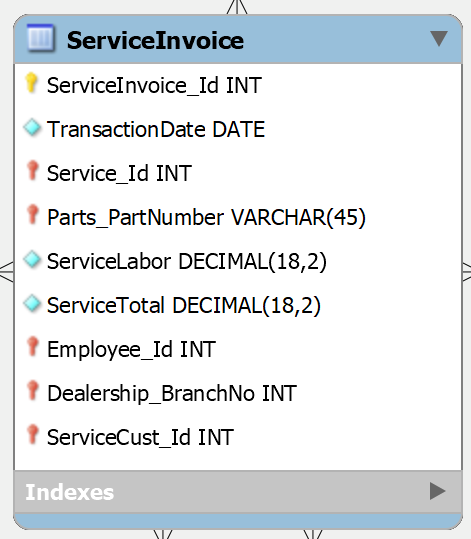 ServiceInvoice
ServiceInvoice_Id INT
TransactionDate DATE
Service_Id INT
Parts_PartNumber VARCHAR(45)
ServiceLabor DECIMAL(18,2)
ServiceTotal DECIMAL(18,2)
Employee_Id INT
Dealership_BranchNo INT
ServiceCust_Id INT
Indexes